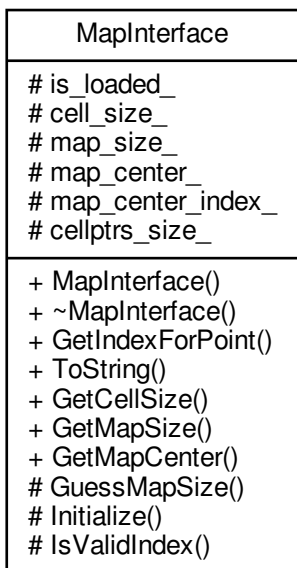 MapInterface
# is_loaded_
# cell_size_
# map_size_
# map_center_
# map_center_index_
# cellptrs_size_
+ MapInterface()
+ ~MapInterface()
+ GetIndexForPoint()
+ ToString()
+ GetCellSize()
+ GetMapSize()
+ GetMapCenter()
# GuessMapSize()
# Initialize()
# IsValidIndex()